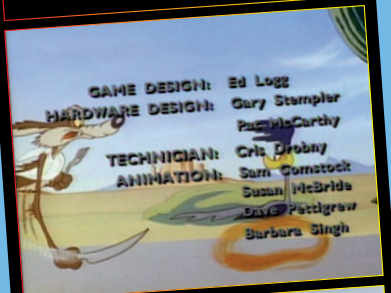 GAME DESIGN: Ed Logg
HARDWARE DESIGN: Gary Stempler
Pat McCarthy
TECHNICIAN: Cris Drobny
ANIMATION: Sam Comstock
Susan McBride
Dave Pettigrew
Barbara Singh